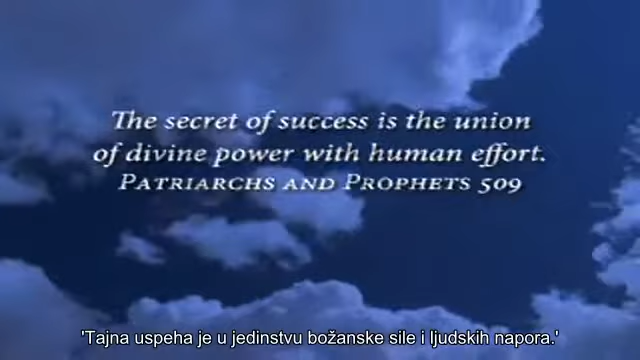 The secret of success is the union
of divine power with human effort.
Patriarchs and Prophets 509
'Tajna uspeha je u jedinstvu božanske sile i ljudskih napora.'